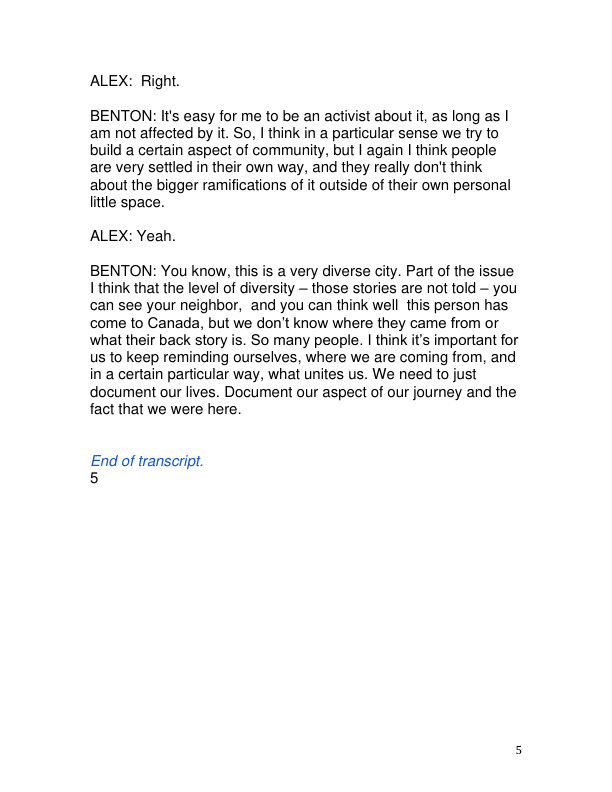 ALEX:  Right.
BENTON: It's easy for me to be an activist about it, as long as I
am not affected by it. So, I think in a particular sense we try to
build a certain aspect of community, but I again I think people
are very settled in their own way, and they really don't think
about the bigger ramifications of it outside of their own personal
little space.
ALEX: Yeah.
BENTON: You know, this is a very diverse city. Part of the issue
I think that the level of diversity – those stories are not told – you
can see your neighbor,  and you can think well  this person has
come to Canada, but we don’t know where they came from or
what their back story is. So many people. I think it’s important for
us to keep reminding ourselves, where we are coming from, and
in a certain particular way, what unites us. We need to just
document our lives. Document our aspect of our journey and the
fact that we were here.
End of transcript.
5
5